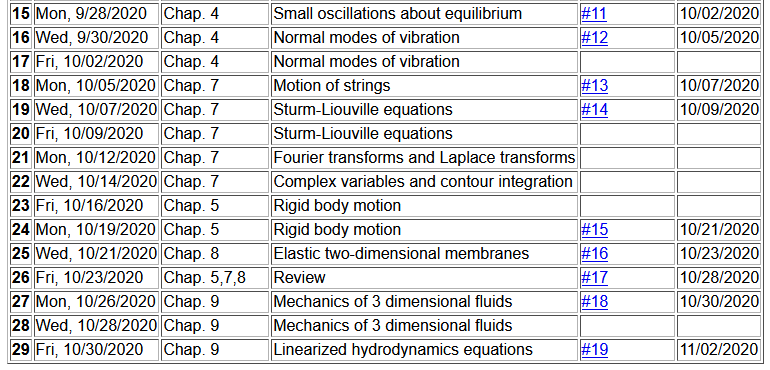 15 Mon, 9/28/2020 Chap. 4 Small oscillations about equilibrium #11 10/02/2020
16 Wed, 9/30/2020 Chap. 4 Normal modes of vibration #12 10/05/2020
17 Fri, 10/02/2020 Chap. 4 Normal modes of vibration
18 Mon, 10/05/2020 Chap. 7 Motion of strings #13 10/07/2020
19 Wed, 10/07/2020 Chap. 7 Sturm-Liouville equations #14 10/09/2020
20 Fri, 10/09/2020 Chap. 7 Sturm-Liouville equations
21 Mon, 10/12/2020 Chap. 7 Fourier transforms and Laplace transforms
22 Wed, 10/14/2020 Chap. 7 Complex variables and contour integration
23 Fri, 10/16/2020 Chap. 5 Rigid body motion
24 Mon, 10/19/2020 Chap. 5 Rigid body motion #15 10/21/2020
25 Wed, 10/21/2020 Chap. 8 Elastic two-dimensional membranes #16 10/23/2020
26 Fri, 10/23/2020 Chap. 5,7,8 Review #17 10/28/2020
27 Mon, 10/26/2020 Chap. 9 Mechanics of 3 dimensional fluids #18 10/30/2020
28 Wed, 10/28/2020 Chap. 9 Mechanics of 3 dimensional fluids
29 Fri, 10/30/2020 Chap. 9 Linearized hydrodynamics equations #19 11/02/2020